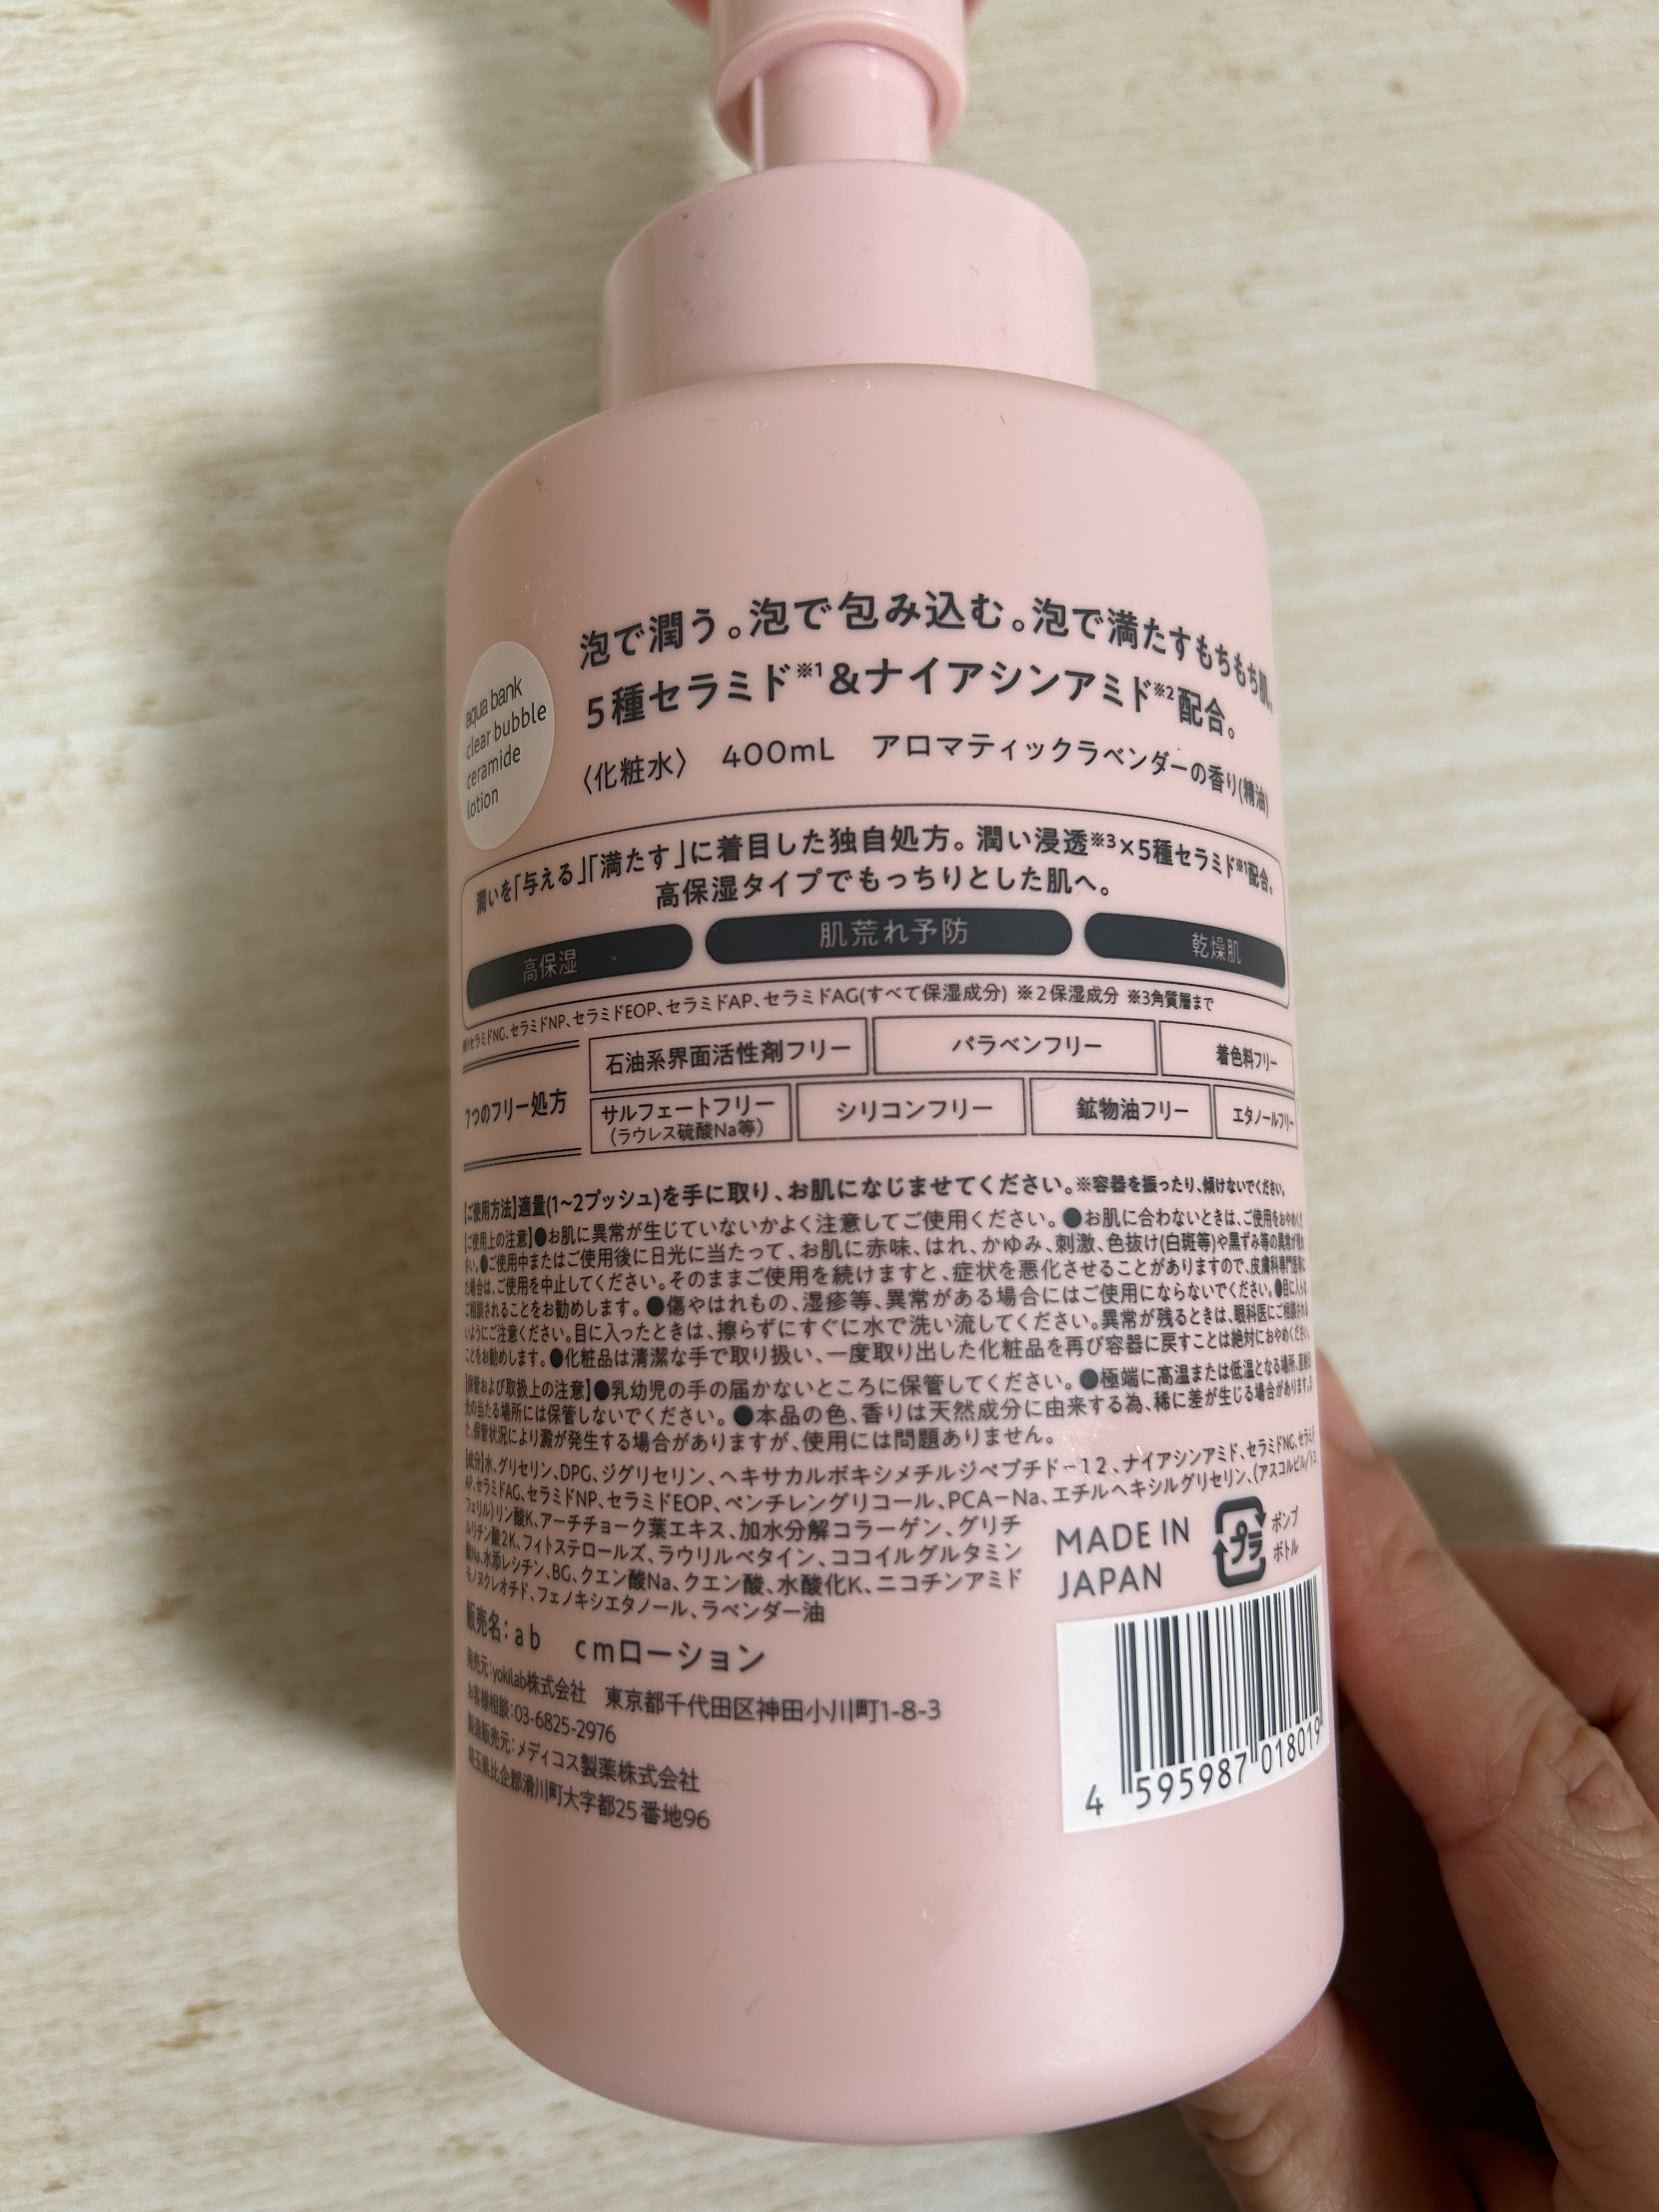 泡で潤う。泡で包み込む。泡で満たすもちもち肌。
5種セラミド※1&ナイアシンアミド※2配合。
〈化粧水〉 400mL アロマティックラベンダーの香り(精油)
aqua bank
clear bubble
ceramide
lotion
潤いを「与える」「満たす」に着目した独自処方。潤い浸透※3×5種セラミド※1配合。
高保湿タイプでもっちりとした肌へ。
高保湿 肌荒れ予防 乾燥肌
※1セラミドNG、セラミドNP、セラミドEOP、セラミドAP、セラミドAG(すべて保湿成分) ※2保湿成分 ※3角質層まで
7つのフリー処方
石油系界面活性剤フリー パラベンフリー 着色料フリー
サルフェートフリー
(ラウレス硫酸Na等)
シリコンフリー 鉱物油フリー エタノールフリー
【ご使用方法】適量(1~2プッシュ)を手に取り、お肌になじませてください。※容器を振ったり、傾けないでください。
【ご使用上の注意】●お肌に異常が生じていないかよく注意してご使用ください。●お肌に合わないときは、ご使用をおやめくだ
さい。●ご使用中またはご使用後に日光に当たって、お肌に赤味、はれ、かゆみ、刺激、色抜け(白斑等)や黒ずみ等の異常が現れ
た場合は、ご使用を中止してください。そのままご使用を続けますと、症状を悪化させることがありますので、皮膚科専門医等に
ご相談されることをお勧めします。●傷やはれもの、湿疹等、異常がある場合にはご使用にならないでください。●目に入らな
いようにご注意ください。目に入ったときは、擦らずにすぐに水で洗い流してください。異常が残るときは、眼科医にご相談される
ことをお勧めします。●化粧品は清潔な手で取り扱い、一度取り出した化粧品を再び容器に戻すことは絶対におやめください。
【保管および取扱上の注意】●乳幼児の手の届かないところに保管してください。●極端に高温または低温となる場所、直射日
光の当たる場所には保管しないでください。●本品の色、香りは天然成分に由来する為、稀に差が生じる場合があります。ま
た、保管状況により澱が発生する場合がありますが、使用には問題ありません。
【成分】水、グリセリン、DPG、ジグリセリン、ヘキサカルボキシメチルジペプチド-12、ナイアシンアミド、セラミドNG、セラミド
AP、セラミドAG、セラミドNP、セラミドEOP、ペンチレングリコール、PCA-Na、エチルヘキシルグリセリン、(アスコルビル/トコ
フェリル)リン酸K、アーチチョーク葉エキス、加水分解コラーゲン、グリチ
ルリチン酸2K、フィトステロールズ、ラウリルベタイン、ココイルグルタミン
酸Na、水添レシチン、BG、クエン酸Na、クエン酸、水酸化K、ニコチンアミド
モノヌクレオチド、フェノキシエタノール、ラベンダー油
MADE IN
JAPAN
プラ
ポンプ
ボトル
販売名:ab cmローション
発売元:yokilab株式会社 東京都千代田区神田小川町1-8-3
お客様相談:03-6825-2976
製造販売元:メディコス製薬株式会社
埼玉県比企郡滑川町大字都25番地96
4 595987 018019